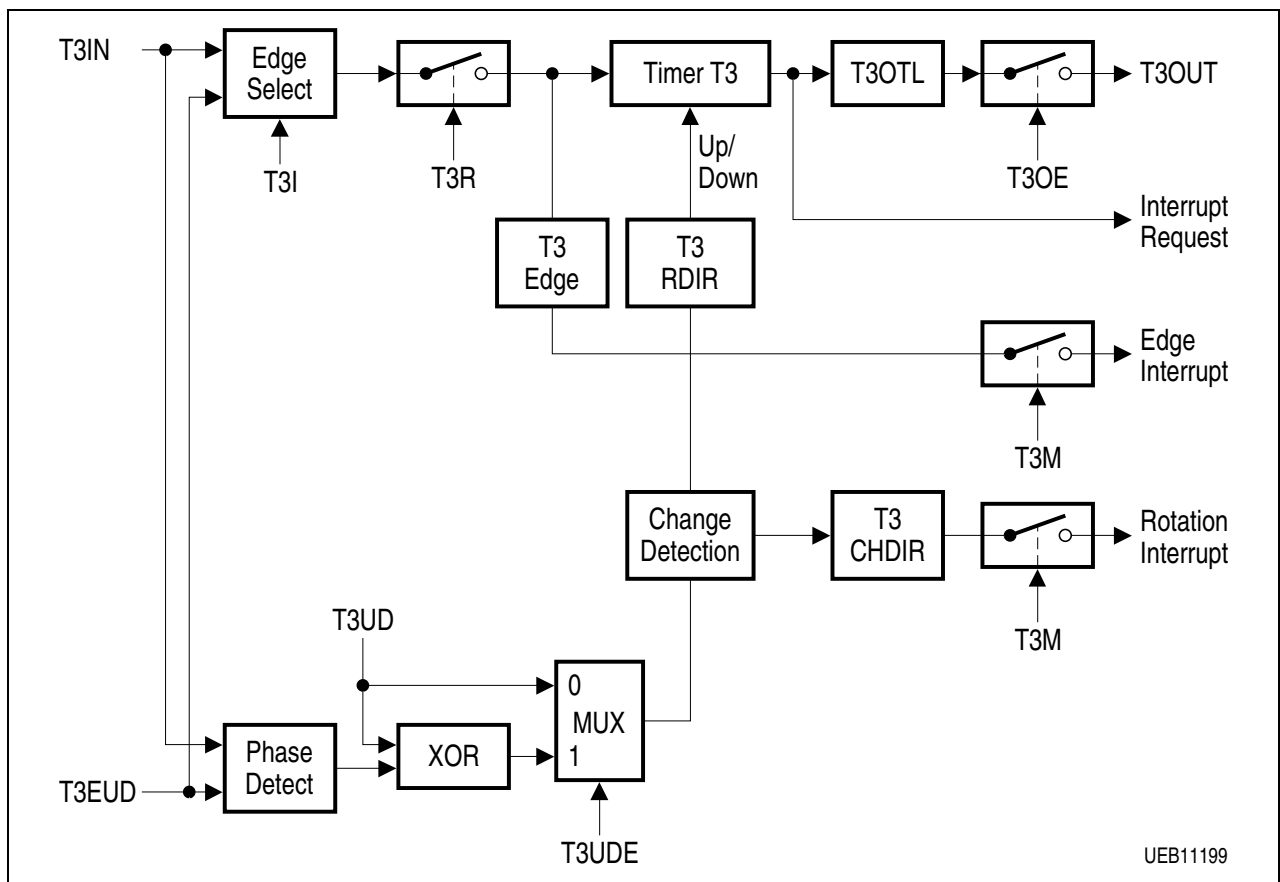 T3IN
Edge
Select
T3I
T3R
Timer T3
T3OTL
T3OUT
T3OE
Up/
Down
Interrupt
Request
T3
Edge
T3
RDIR
Edge
Interrupt
T3M
Change
Detection
T3
CHDIR
Rotation
Interrupt
T3M
T3UD
0
MUX
1
XOR
Phase
Detect
T3EUD
T3UDE
UEB11199